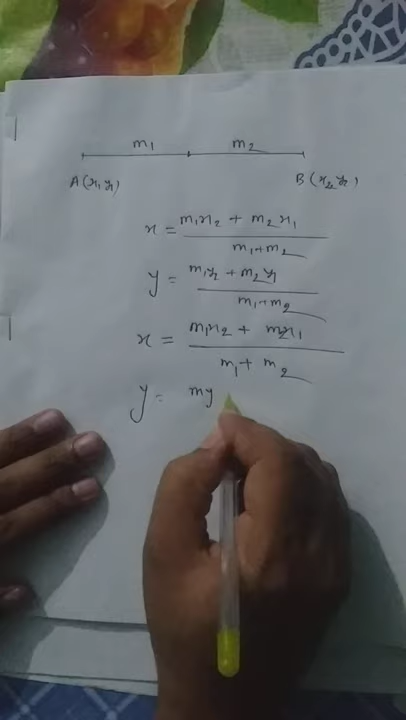 m₁ m₂
A(x₁ y₁) B(x₂, y₂)
x = m₁x₂ + m₂x₁ / m₁+m₂
y = m₁y₂ + m₂y₁ / m₁+m₂
x = m₁x₂ + m₂x₁ / m₁ + m₂
y = my